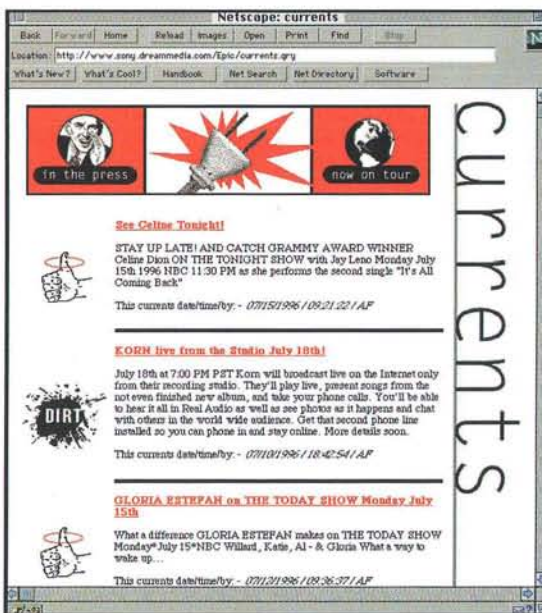 Netscape: currents
Back Forward Home Reload Images Open Print Find Stop
Location: http://www.sony.dreammedia.com/Epic/currents.qry
What's New? What's Cool? Handbook Net Search Net Directory Software
N
in the press
now on tour
currents
See Celine Tonight!
STAY UP LATE! AND CATCH GRAMMY AWARD WINNER
Celine Dion ON THE TONIGHT SHOW with Jay Leno Monday July
15th 1996 NBC 11:30 PM as she performs the second single "It's All
Coming Back"
This currents date/time/by: - 07/15/1996 / 09:21:22 / AF
KORN live from the Studio July 18th!
DIRT
July 18th at 7:00 PM PST Korn will broadcast live on the Internet only
from their recording studio. They'll play live, present songs from the
not even finished new album, and take your phone calls. You'll be able
to hear it all in Real Audio as well as see photos as it happens and chat
with others in the world wide audience. Get that second phone line
installed so you can phone in and stay online. More details soon.
This currents date/time/by: - 07/10/1996 / 18:42:54 / AF
GLORIA ESTEFAN on THE TODAY SHOW Monday July
15th
What a difference GLORIA ESTEFAN makes on THE TODAY SHOW
Monday*July 15*NBC Willard, Katie, Al - & Gloria What a way to
wake up...
This currents date/time/by: - 07/12/1996 / 09:36:37 / AF